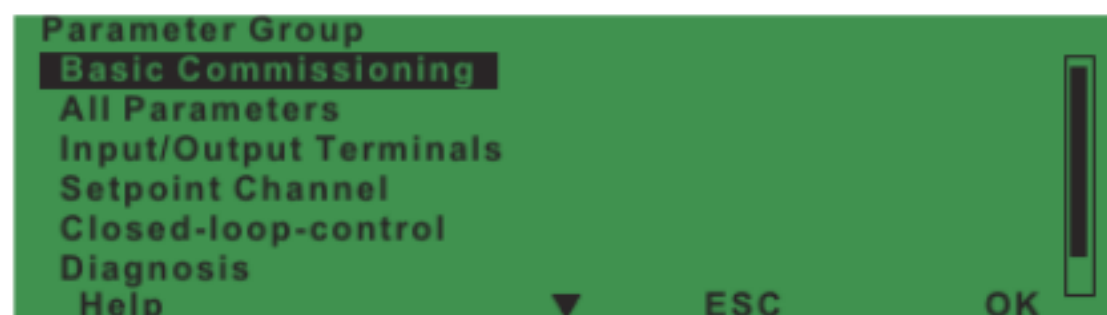 Parameter Group
Basic Commissioning
All Parameters
Input/Output Terminals
Setpoint Channel
Closed-loop-control
Diagnosis
Help ▼ ESC OK